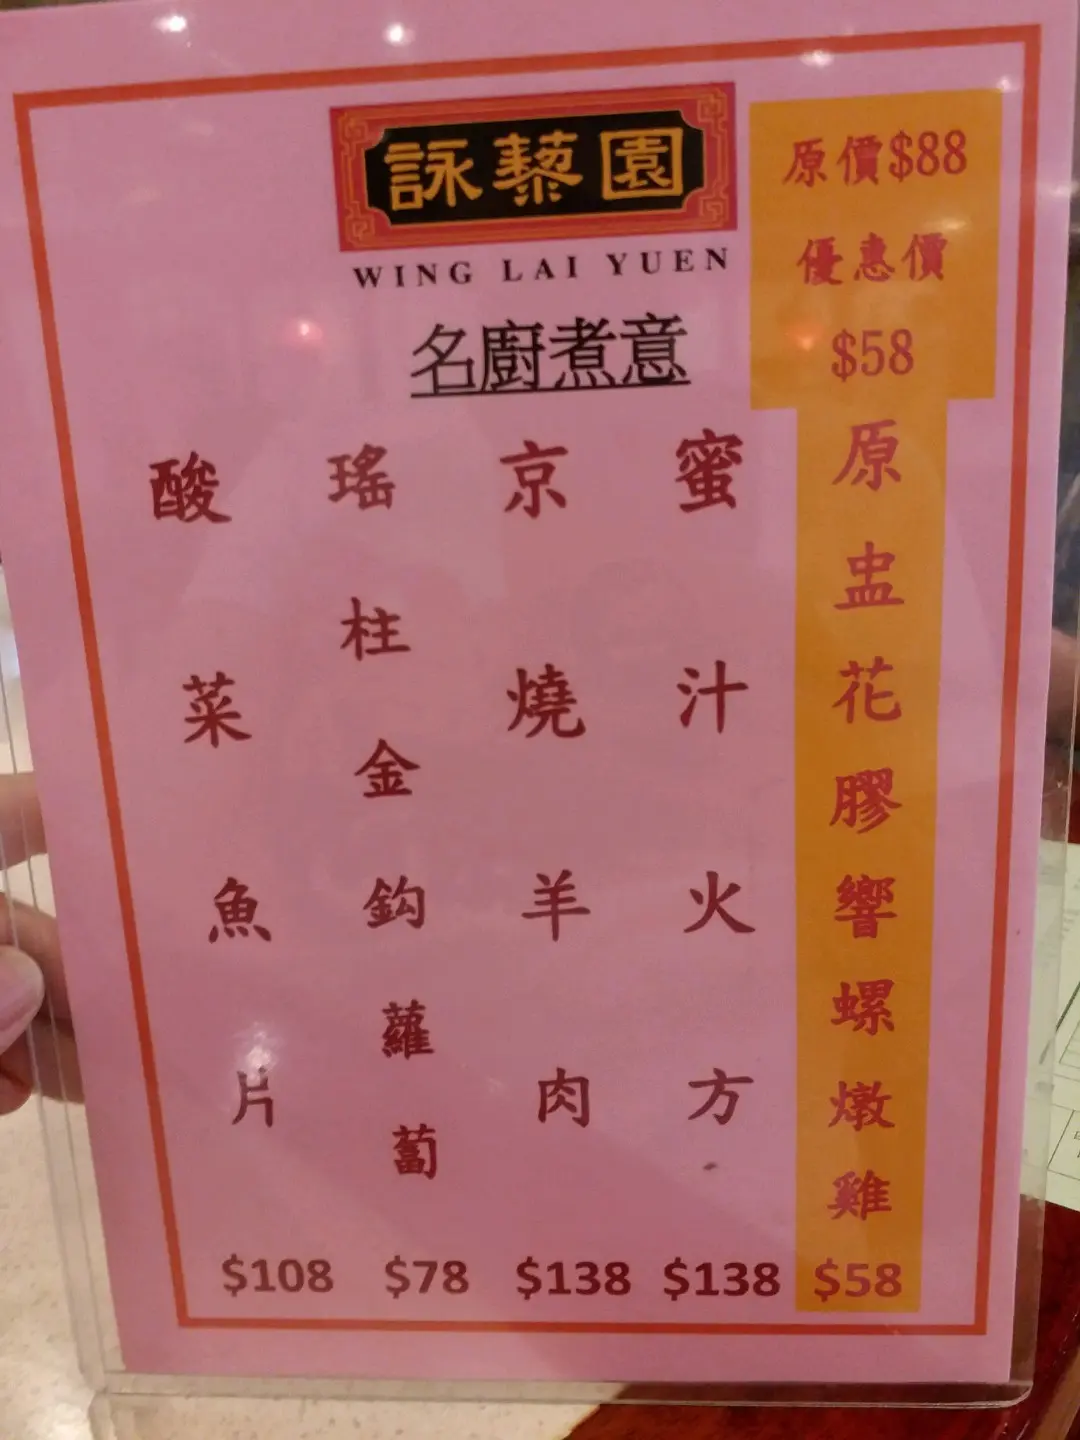 詠藜園
WING LAI YUEN
名廚煮意
原價$88
優惠價
$58
原盅花膠響螺燉雞
$58
蜜汁火方
$138
京燒羊肉
$138
瑤柱金鈎蘿蔔
$78
酸菜魚片
$108